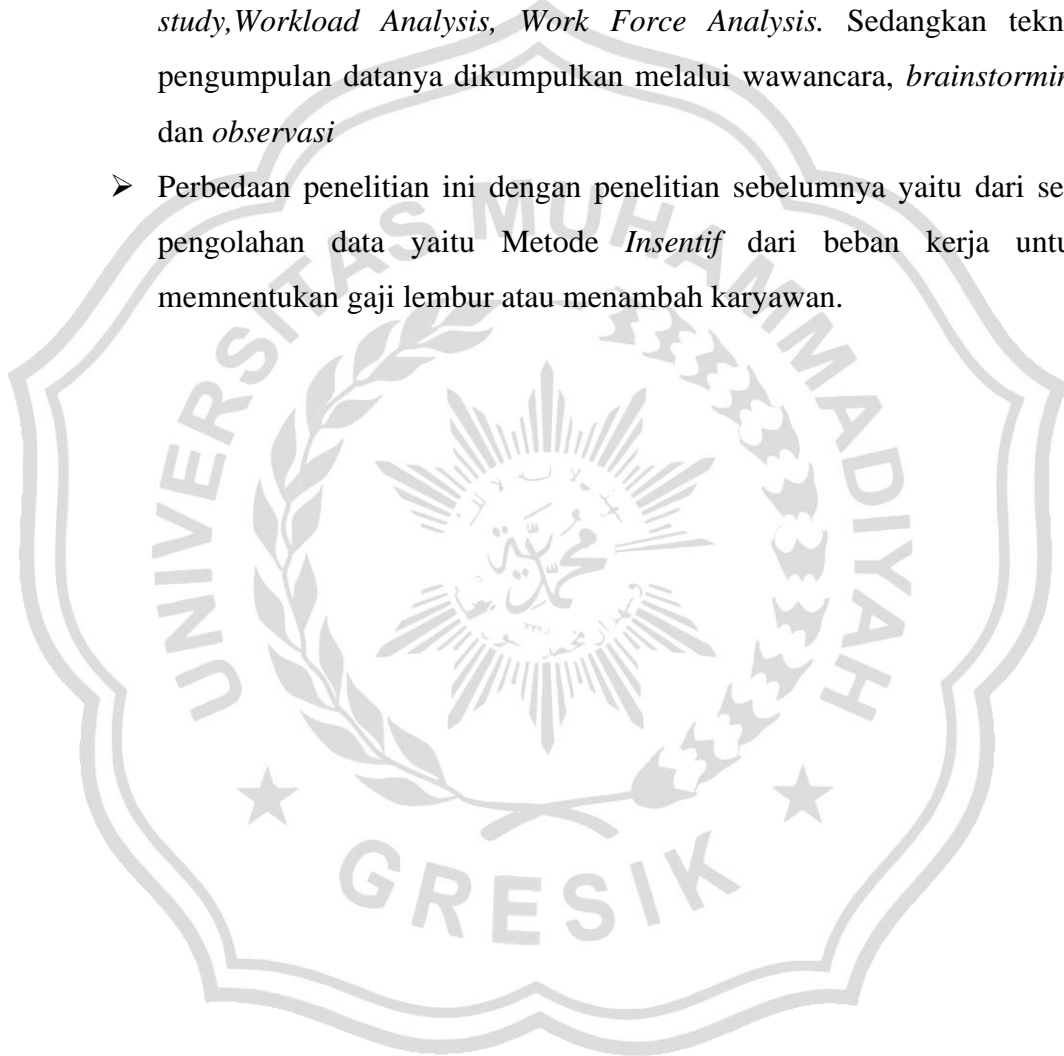 study,Workload Analysis, Work Force Analysis. Sedangkan tekn
pengumpulan datanya dikumpulkan melalui wawancara, brainstormin
dan observasi
➢ Perbedaan penelitian ini dengan penelitian sebelumnya yaitu dari se
pengolahan data yaitu Metode Insentif dari beban kerja untu
memnentukan gaji lembur atau menambah karyawan.
UNIVERSITAS MUHAMMADIYAH
GRESIK